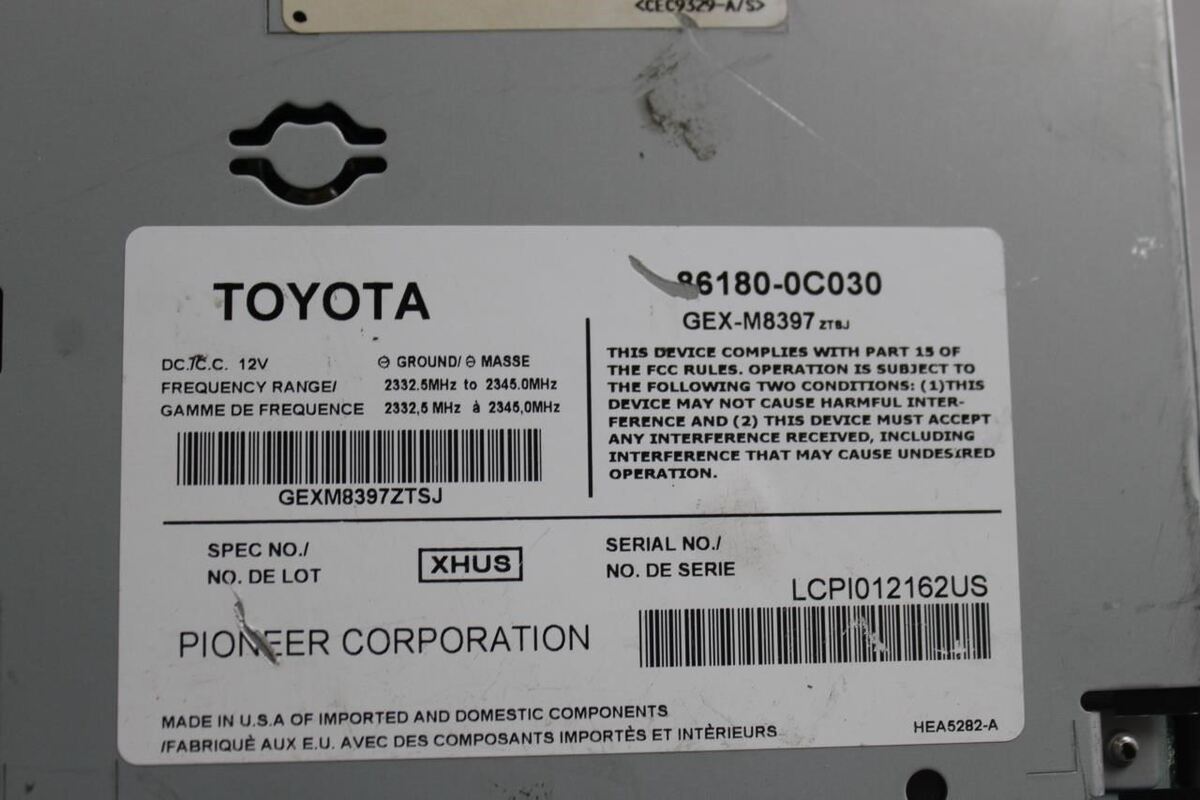 <CEC9329-A/S>
TOYOTA
DC./C.C. 12V ⊖ GROUND/ ⊖ MASSE
FREQUENCY RANGE/ 2332.5MHz to 2345.0MHz
GAMME DE FREQUENCE 2332,5 MHz à 2345,0MHz
GEXM8397ZTSJ
86180-0C030
GEX-M8397 ZTSJ
THIS DEVICE COMPLIES WITH PART 15 OF
THE FCC RULES. OPERATION IS SUBJECT TO
THE FOLLOWING TWO CONDITIONS: (1)THIS
DEVICE MAY NOT CAUSE HARMFUL INTER-
FERENCE AND (2) THIS DEVICE MUST ACCEPT
ANY INTERFERENCE RECEIVED, INCLUDING
INTERFERENCE THAT MAY CAUSE UNDESIRED
OPERATION.
SPEC NO./
NO. DE LOT
XHUS
SERIAL NO./
NO. DE SERIE
LCPI012162US
PIONEER CORPORATION
MADE IN U.S.A OF IMPORTED AND DOMESTIC COMPONENTS
/FABRIQUÈ AUX E.U. AVEC DES COMPOSANTS IMPORTÈS ET INTÈRIEURS
HEA5282-A